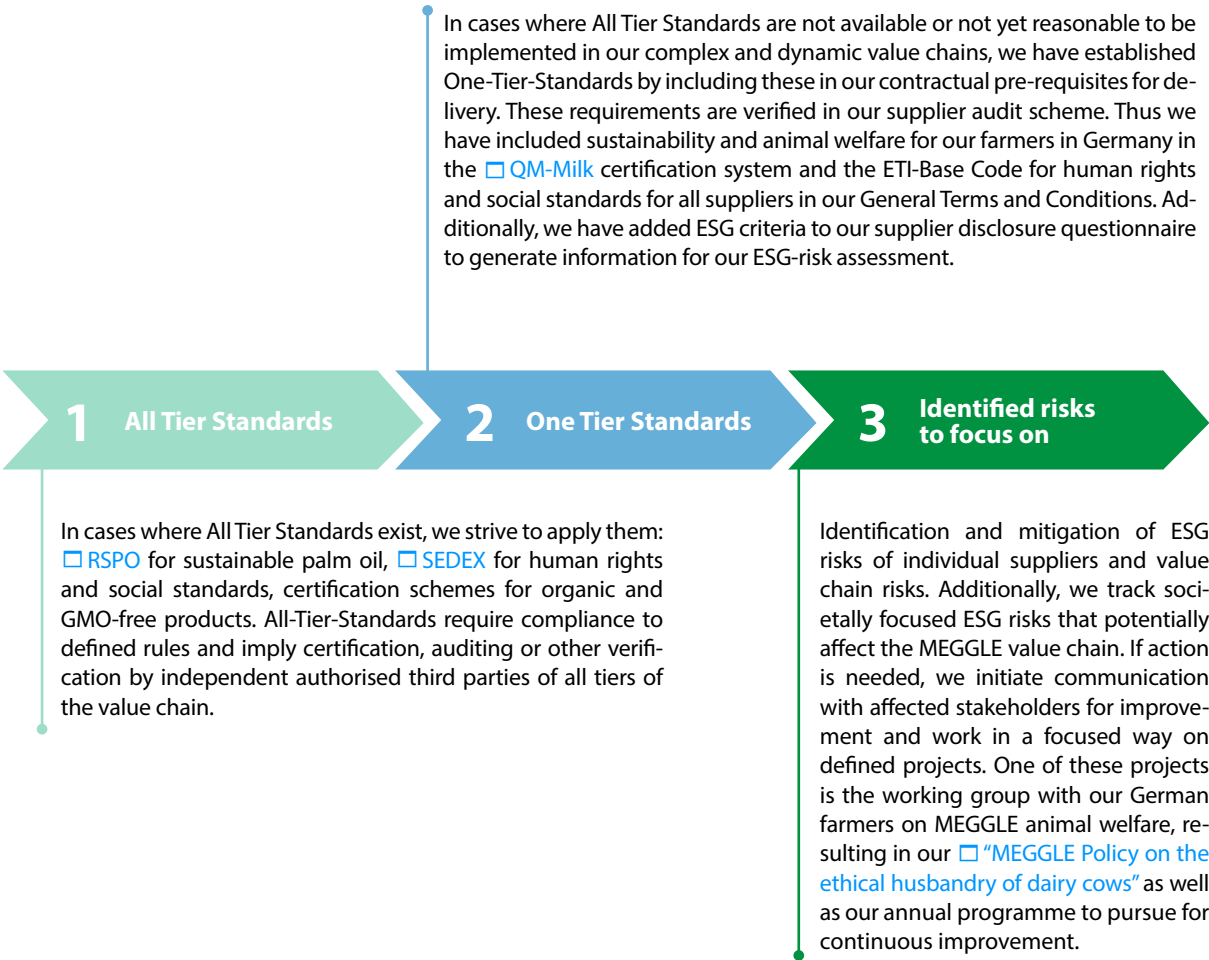 In cases where All Tier Standards are not available or not yet reasonable to be
implemented in our complex and dynamic value chains, we have established
One-Tier-Standards by including these in our contractual pre-requisites for de-
livery. These requirements are verified in our supplier audit scheme. Thus we
have included sustainability and animal welfare for our farmers in Germany in
the QM-Milk certification system and the ETI-Base Code for human rights
and social standards for all suppliers in our General Terms and Conditions. Ad-
ditionally, we have added ESG criteria to our supplier disclosure questionnaire
to generate information for our ESG-risk assessment.
1 All Tier Standards
2 One Tier Standards
3 Identified risks
to focus on
In cases where All Tier Standards exist, we strive to apply them:
RSPO for sustainable palm oil, SEDEX for human rights
and social standards, certification schemes for organic and
GMO-free products. All-Tier-Standards require compliance to
defined rules and imply certification, auditing or other verifi-
cation by independent authorised third parties of all tiers of
the value chain.
Identification and mitigation of ESG
risks of individual suppliers and value
chain risks. Additionally, we track soci-
etally focused ESG risks that potentially
affect the MEGGLE value chain. If action
is needed, we initiate communication
with affected stakeholders for improve-
ment and work in a focused way on
defined projects. One of these projects
is the working group with our German
farmers on MEGGLE animal welfare, re-
sulting in our “MEGGLE Policy on the
ethical husbandry of dairy cows” as well
as our annual programme to pursue for
continuous improvement.